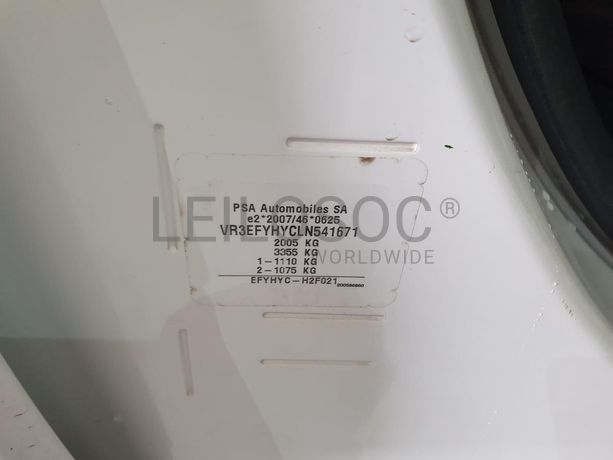 PSA Automobiles SA
e2*2007/46*0625
VR3EFYHYCLN541671
2005 KG
3355 KG
1-1110 KG
2-1075 KG
EFYHYC-H2F021
LEILOSOC®
WORLDWIDE